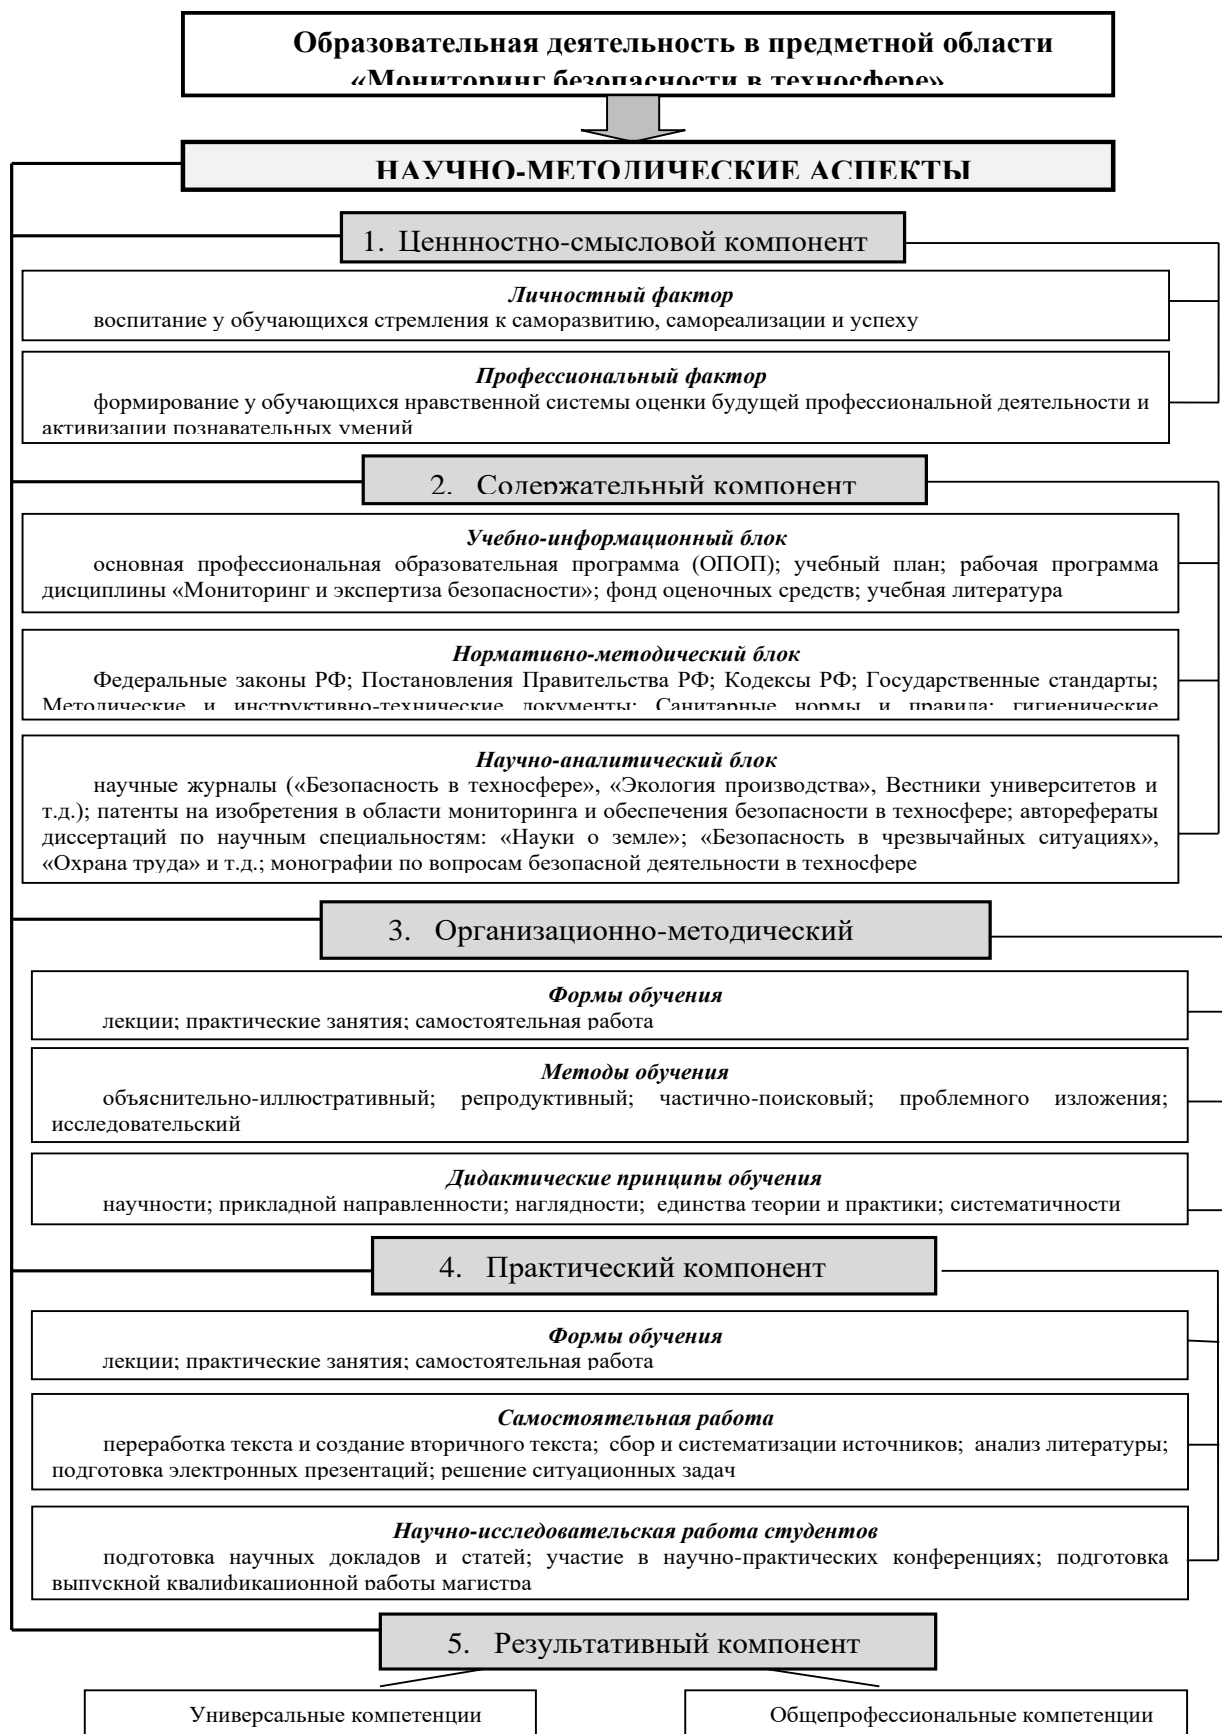 Образовательная деятельность в предметной области
«Мониторинг безопасности в техносфере»
НАУЧНО-МЕТОДИЧЕСКИЕ АСПЕКТЫ
1. Ценнностно-смысловой компонент
Личностный фактор
воспитание у обучающихся стремления к саморазвитию, самореализации и успеху
Профессиональный фактор
формирование у обучающихся нравственной системы оценки будущей профессиональной деятельности и
активизации познавательных умений
2. Содержательный компонент
Учебно-информационный блок
основная профессиональная образовательная программа (ОПОП); учебный план; рабочая программа
дисциплины «Мониторинг и экспертиза безопасности»; фонд оценочных средств; учебная литература
Нормативно-методический блок
Федеральные законы РФ; Постановления Правительства РФ; Кодексы РФ; Государственные стандарты;
Методические и инструктивно-технические документы; Санитарные нормы и правила; гигиенические
Научно-аналитический блок
научные журналы («Безопасность в техносфере», «Экология производства», Вестники университетов и
т.д.); патенты на изобретения в области мониторинга и обеспечения безопасности в техносфере; авторефераты
диссертаций по научным специальностям: «Науки о земле»; «Безопасность в чрезвычайных ситуациях»,
«Охрана труда» и т.д.; монографии по вопросам безопасной деятельности в техносфере
3. Организационно-методический
Формы обучения
лекции; практические занятия; самостоятельная работа
Методы обучения
объяснительно-иллюстративный; репродуктивный; частично-поисковый; проблемного изложения;
исследовательский
Дидактические принципы обучения
научности; прикладной направленности; наглядности; единства теории и практики; систематичности
4. Практический компонент
Формы обучения
лекции; практические занятия; самостоятельная работа
Самостоятельная работа
переработка текста и создание вторичного текста; сбор и систематизации источников; анализ литературы;
подготовка электронных презентаций; решение ситуационных задач
Научно-исследовательская работа студентов
подготовка научных докладов и статей; участие в научно-практических конференциях; подготовка
выпускной квалификационной работы магистра
5. Результативный компонент
Универсальные компетенции
Общепрофессиональные компетенции